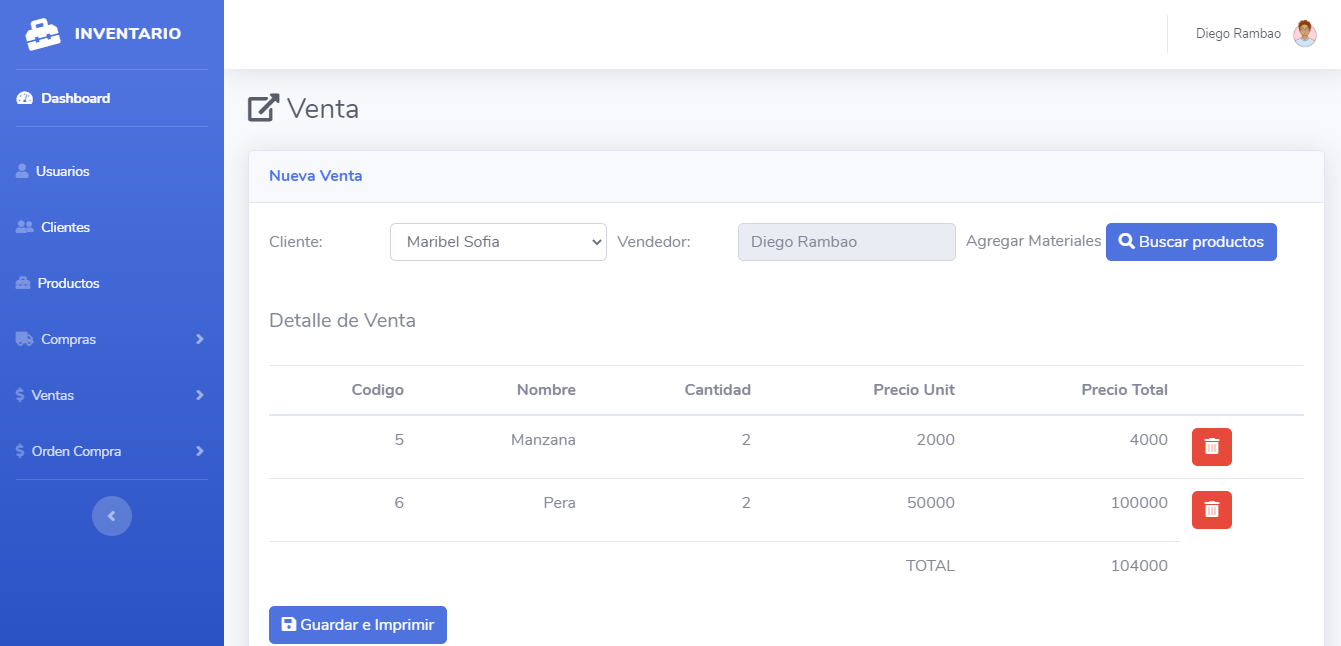 INVENTARIO
Diego Rambao
Dashboard
Usuarios
Clientes
Productos
Compras
Ventas
Orden Compra
Venta
Nueva Venta
Cliente: Maribel Sofia Vendedor: Diego Rambao Agregar Materiales Buscar productos
Detalle de Venta
Codigo Nombre Cantidad Precio Unit Precio Total
5 Manzana 2 2000 4000
6 Pera 2 50000 100000
TOTAL 104000
Guardar e Imprimir